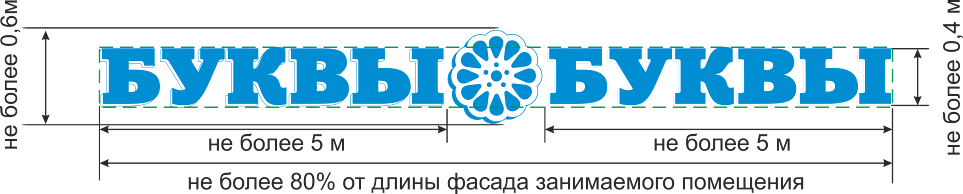 не более 0,6м
БУКВЫ БУКВЫ
не более 0,4 м
не более 5 м
не более 5 м
не более 80% от длины фасада занимаемого помещения